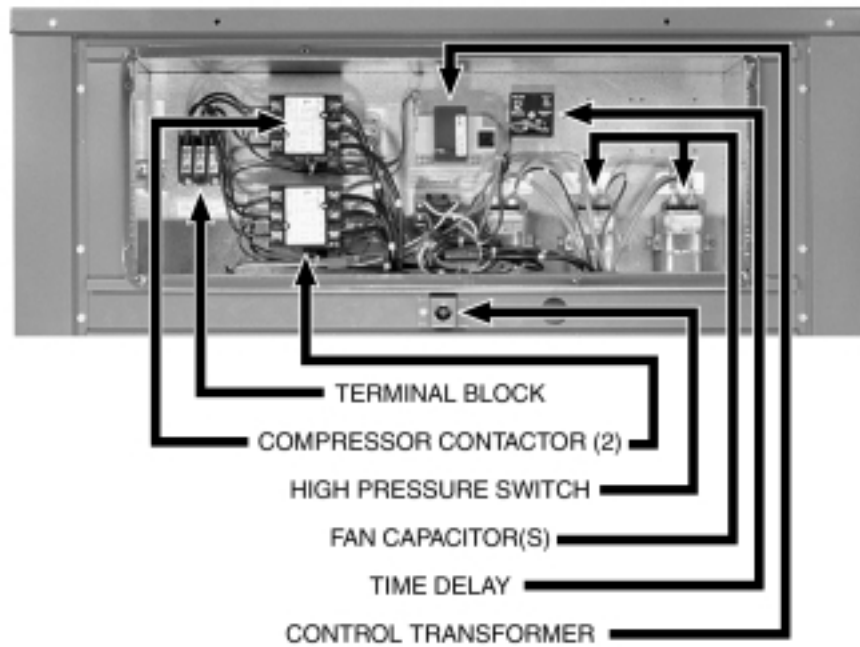 TERMINAL BLOCK
COMPRESSOR CONTACTOR (2)
HIGH PRESSURE SWITCH
FAN CAPACITOR(S)
TIME DELAY
CONTROL TRANSFORMER